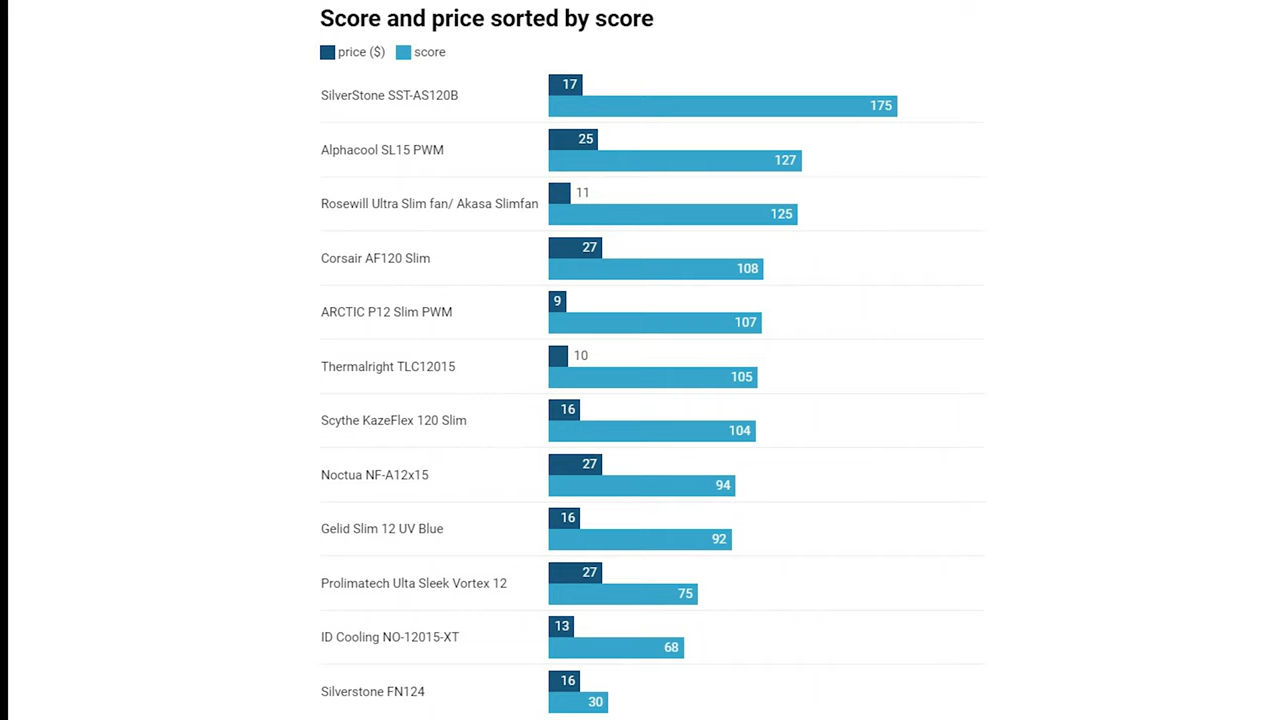 Score and price sorted by score
price ($) score
17
SilverStone SST-AS120B
175
25
Alphacool SL15 PWM
127
11
Rosewill Ultra Slim fan/ Akasa Slimfan
125
27
Corsair AF120 Slim
108
9
ARCTIC P12 Slim PWM
107
10
Thermalright TLC12015
105
16
Scythe KazeFlex 120 Slim
104
27
Noctua NF-A12x15
94
16
Gelid Slim 12 UV Blue
92
27
Prolimatech Ulta Sleek Vortex 12
75
13
ID Cooling NO-12015-XT
68
16
Silverstone FN124
30